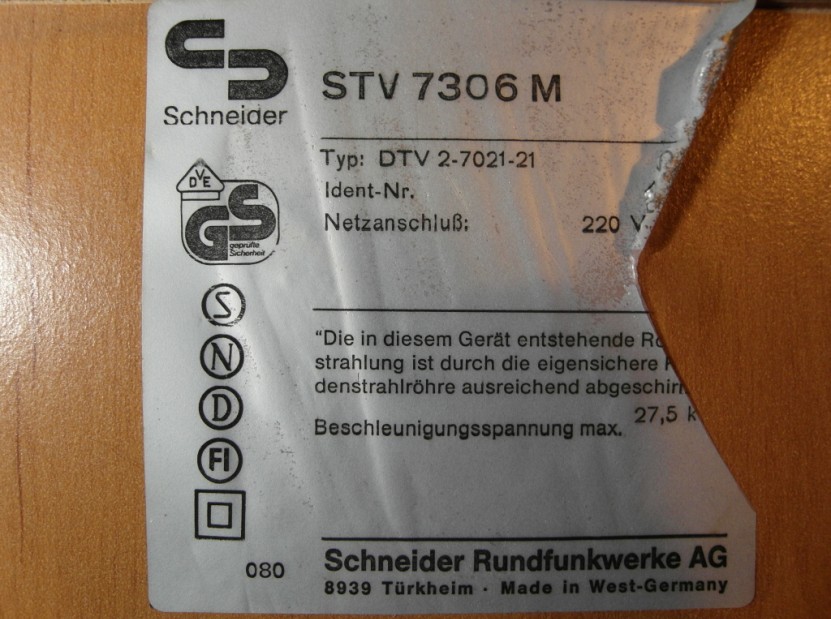 Schneider
STV 7306 M
Typ: DTV 2-7021-21
Ident-Nr.
Netzanschluß: 220 V
DVE
GS
geprüfte
Sicherheit
S
N
D
FI
"Die in diesem Gerät entstehende
strahlung ist durch die eigensichere
denstrahlröhre ausreichend
Beschleunigungsspannung max. 27,5
080
Schneider Rundfunkwerke AG
8939 Türkheim · Made in West-Germany